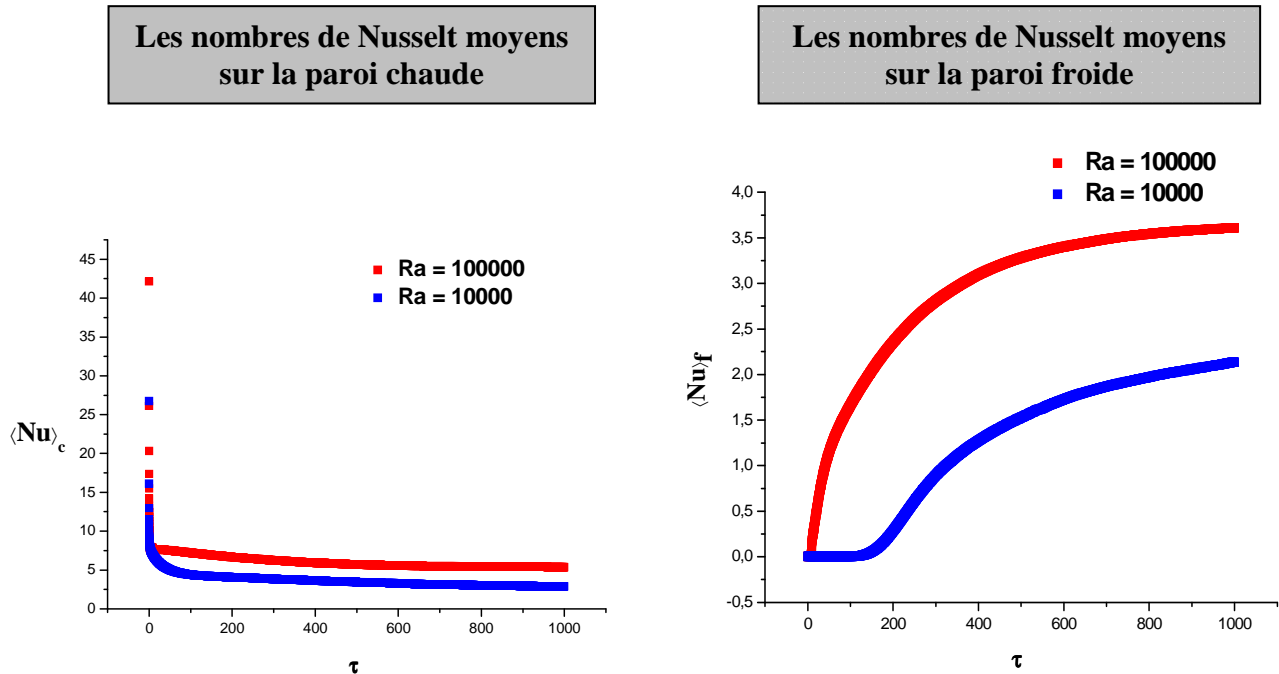 Les nombres de Nusselt moyens
sur la paroi chaude
Les nombres de Nusselt moyens
sur la paroi froide
45
40
35
30
25
20
15
10
5
0
⟨Nu⟩c
Ra = 100000
Ra = 10000
0 200 400 600 800 1000
τ
Ra = 100000
Ra = 10000
4,0
3,5
3,0
2,5
2,0
1,5
1,0
0,5
0,0
-0,5
⟨Nu⟩f
0 200 400 600 800 1000
τ